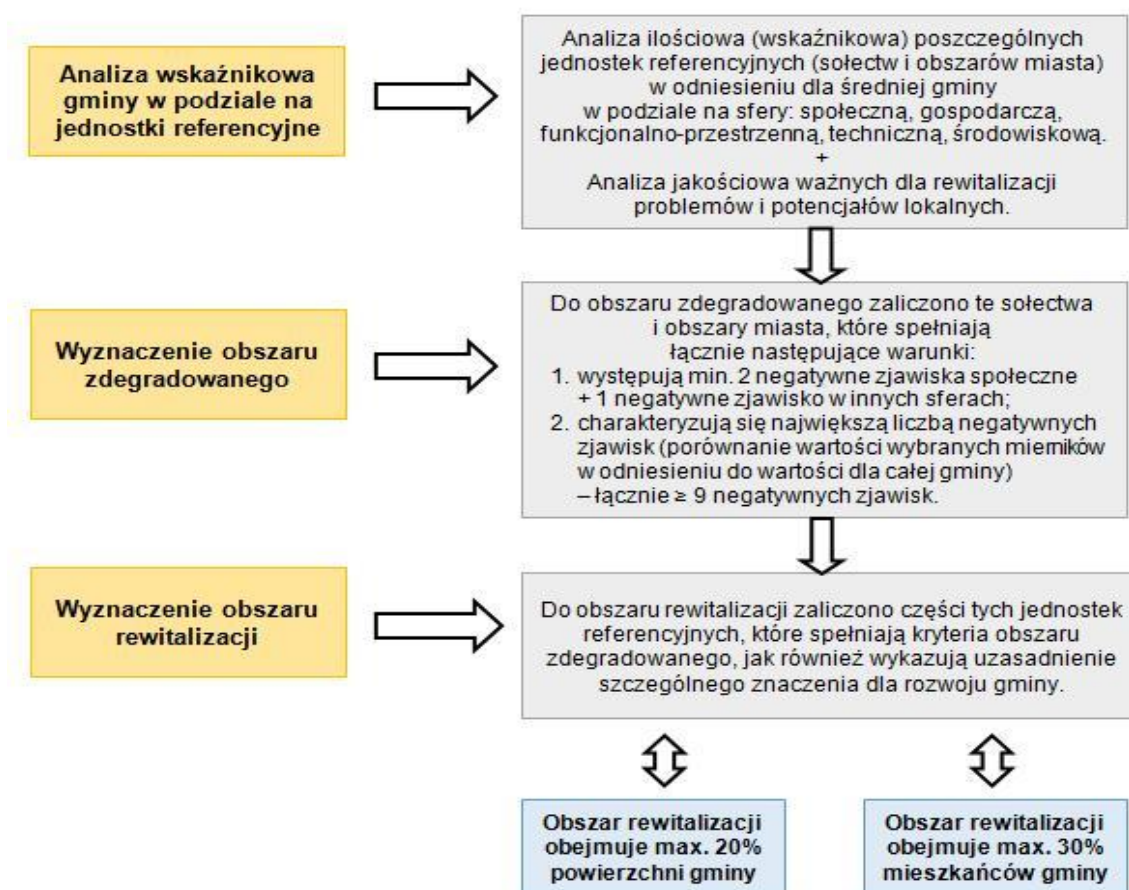 Analiza wskaźnikowa
gminy w podziale na
jednostki referencyjne
Analiza ilościowa (wskaźnikowa) poszczególnych
jednostek referencyjnych (sołectw i obszarów miasta)
w odniesieniu dla średniej gminy
w podziale na sfery: społeczną, gospodarczą,
funkcjonalno-przestrzenną, techniczną, środowiskową.
+
Analiza jakościowa ważnych dla rewitalizacji
problemów i potencjałów lokalnych.
Wyznaczenie obszaru
zdegradowanego
Do obszaru zdegradowanego zaliczono te sołectwa
i obszary miasta, które spełniają
łącznie następujące warunki:
1. występują min. 2 negatywne zjawiska społeczne
+ 1 negatywne zjawisko w innych sferach;
2. charakteryzują się największą liczbą negatywnych
zjawisk (porównanie wartości wybranych mierników
w odniesieniu do wartości dla całej gminy)
– łącznie ≥ 9 negatywnych zjawisk.
Wyznaczenie obszaru
rewitalizacji
Do obszaru rewitalizacji zaliczono części tych jednostek
referencyjnych, które spełniają kryteria obszaru
zdegradowanego, jak również wykazują uzasadnienie
szczególnego znaczenia dla rozwoju gminy.
Obszar rewitalizacji
obejmuje max. 20%
powierzchni gminy
Obszar rewitalizacji
obejmuje max. 30%
mieszkańców gminy